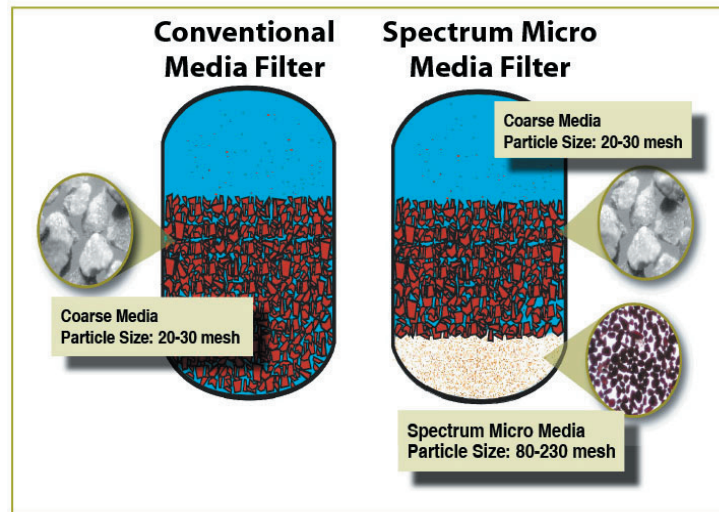 Conventional
Media Filter
Spectrum Micro
Media Filter
Coarse Media
Particle Size: 20-30 mesh
Coarse Media
Particle Size: 20-30 mesh
Spectrum Micro Media
Particle Size: 80-230 mesh